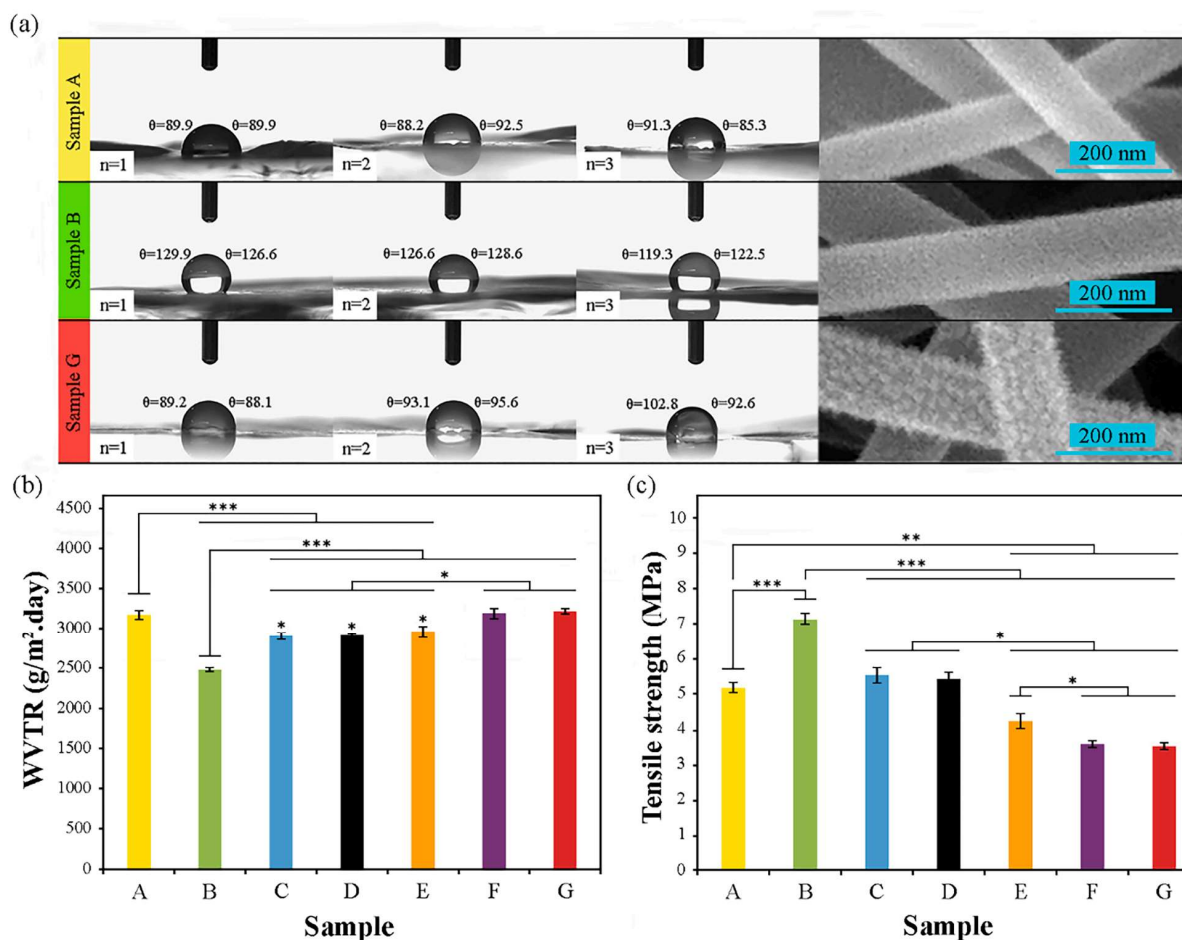 (a)
Sample A
θ=89.9 θ=89.9
n=1
θ=88.2 θ=92.5
n=2
θ=91.3 θ=85.3
n=3
200 nm
Sample B
θ=129.9 θ=126.6
n=1
θ=126.6 θ=128.6
n=2
θ=119.3 θ=122.5
n=3
200 nm
Sample G
θ=89.2 θ=88.1
n=1
θ=93.1 θ=95.6
n=2
θ=102.8 θ=92.6
n=3
200 nm
(b)
WVTR (g/m².day)
4500
4000
3500
3000
2500
2000
1500
1000
500
0
***
***
*
* * *
A B C D E F G
Sample
(c)
Tensile strength (MPa)
10
9
8
7
6
5
4
3
2
1
0
**
***
***
*
*
A B C D E F G
Sample